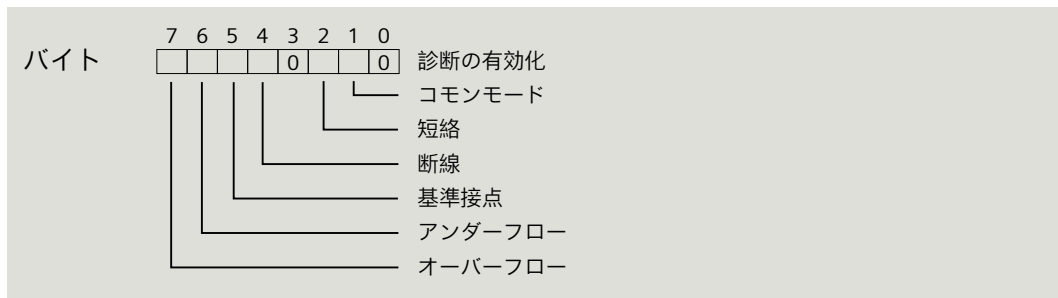 7 6 5 4 3 2 1 0
バイト 0 0 診断の有効化
コモンモード
短絡
断線
基準接点
アンダーフロー
オーバーフロー